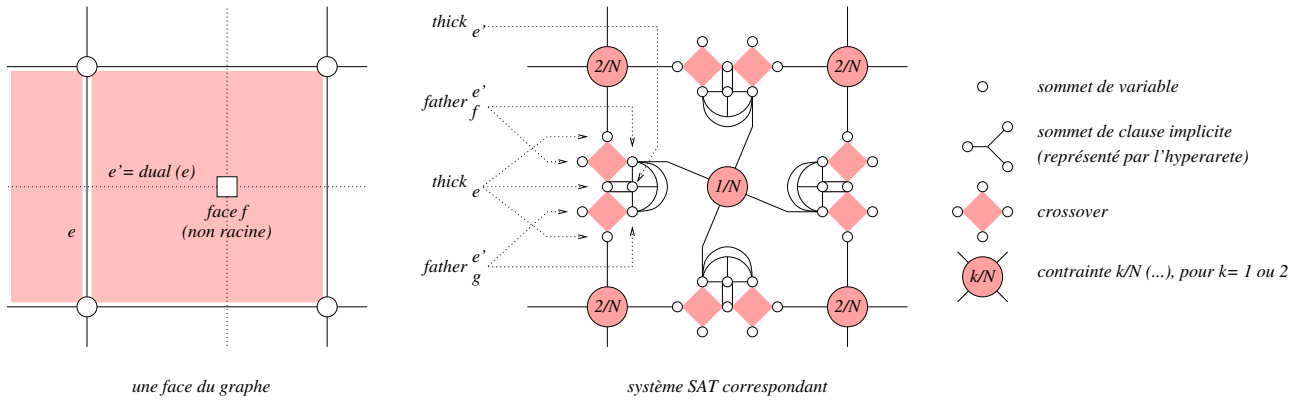 e'= dual (e)
e
face f
(non racine)
une face du graphe
thick e'
father e' f
thick e
father e' g
2/N
2/N
1/N
2/N
2/N
système SAT correspondant
sommet de variable
sommet de clause implicite
(représenté par l'hyperarete)
crossover
k/N
contrainte k/N (...), pour k= 1 ou 2